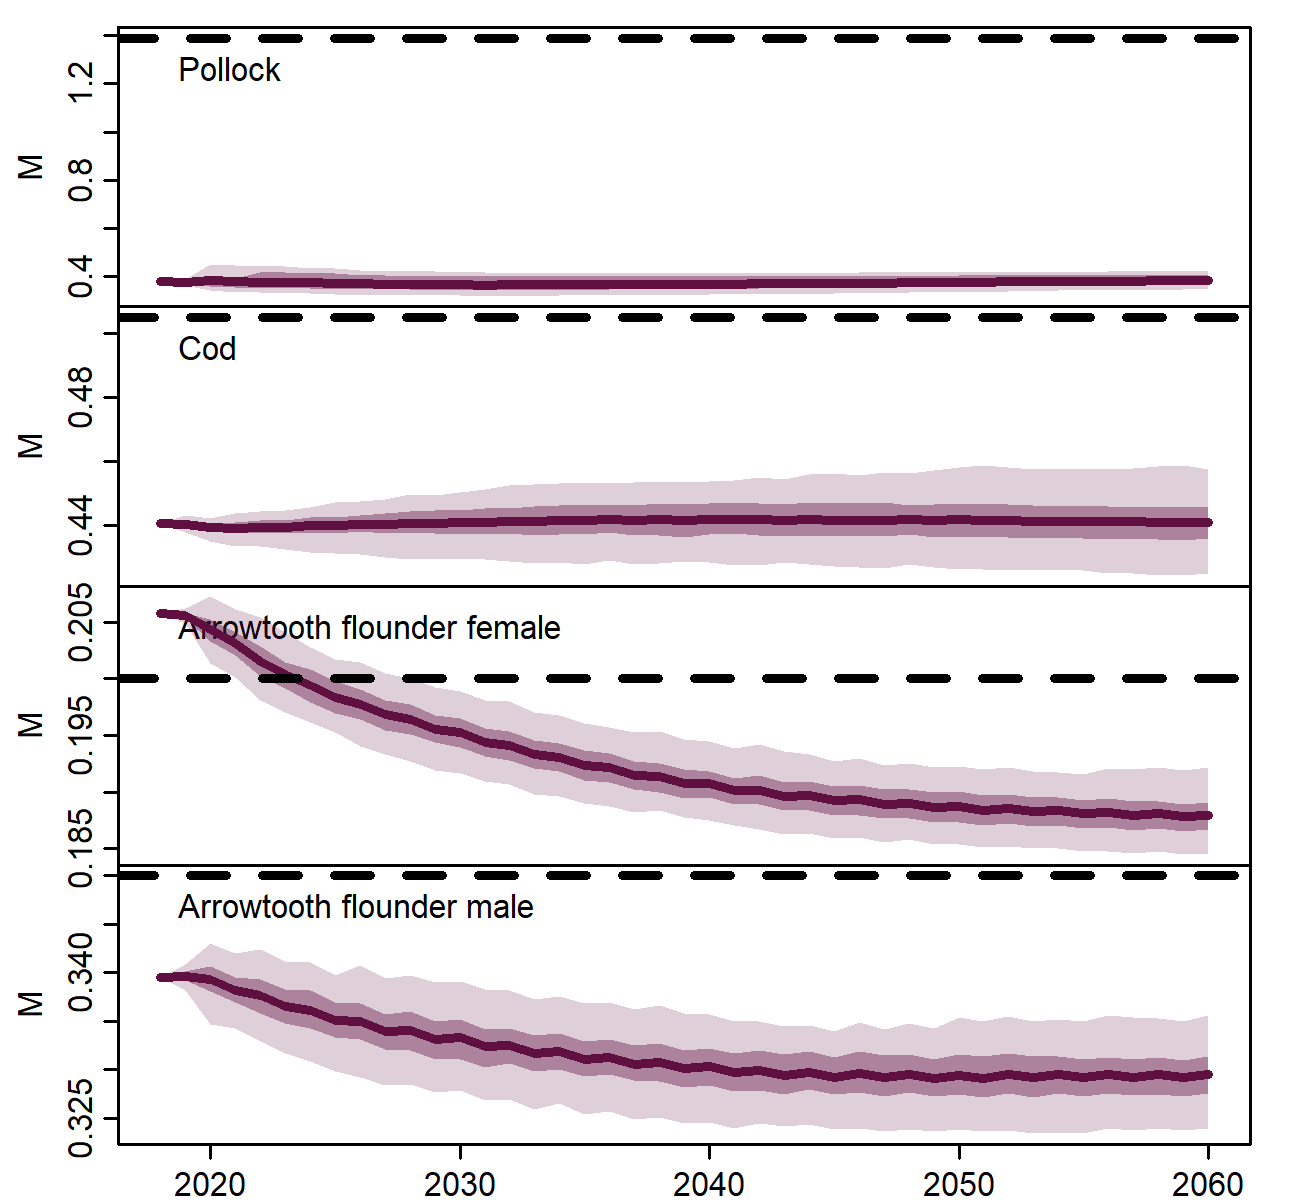 Pollock
M
1.2
0.8
0.4
Cod
M
0.48
0.44
Arrowtooth flounder female
M
0.205
0.195
0.185
Arrowtooth flounder male
M
0.340
0.325
2020 2030 2040 2050 2060